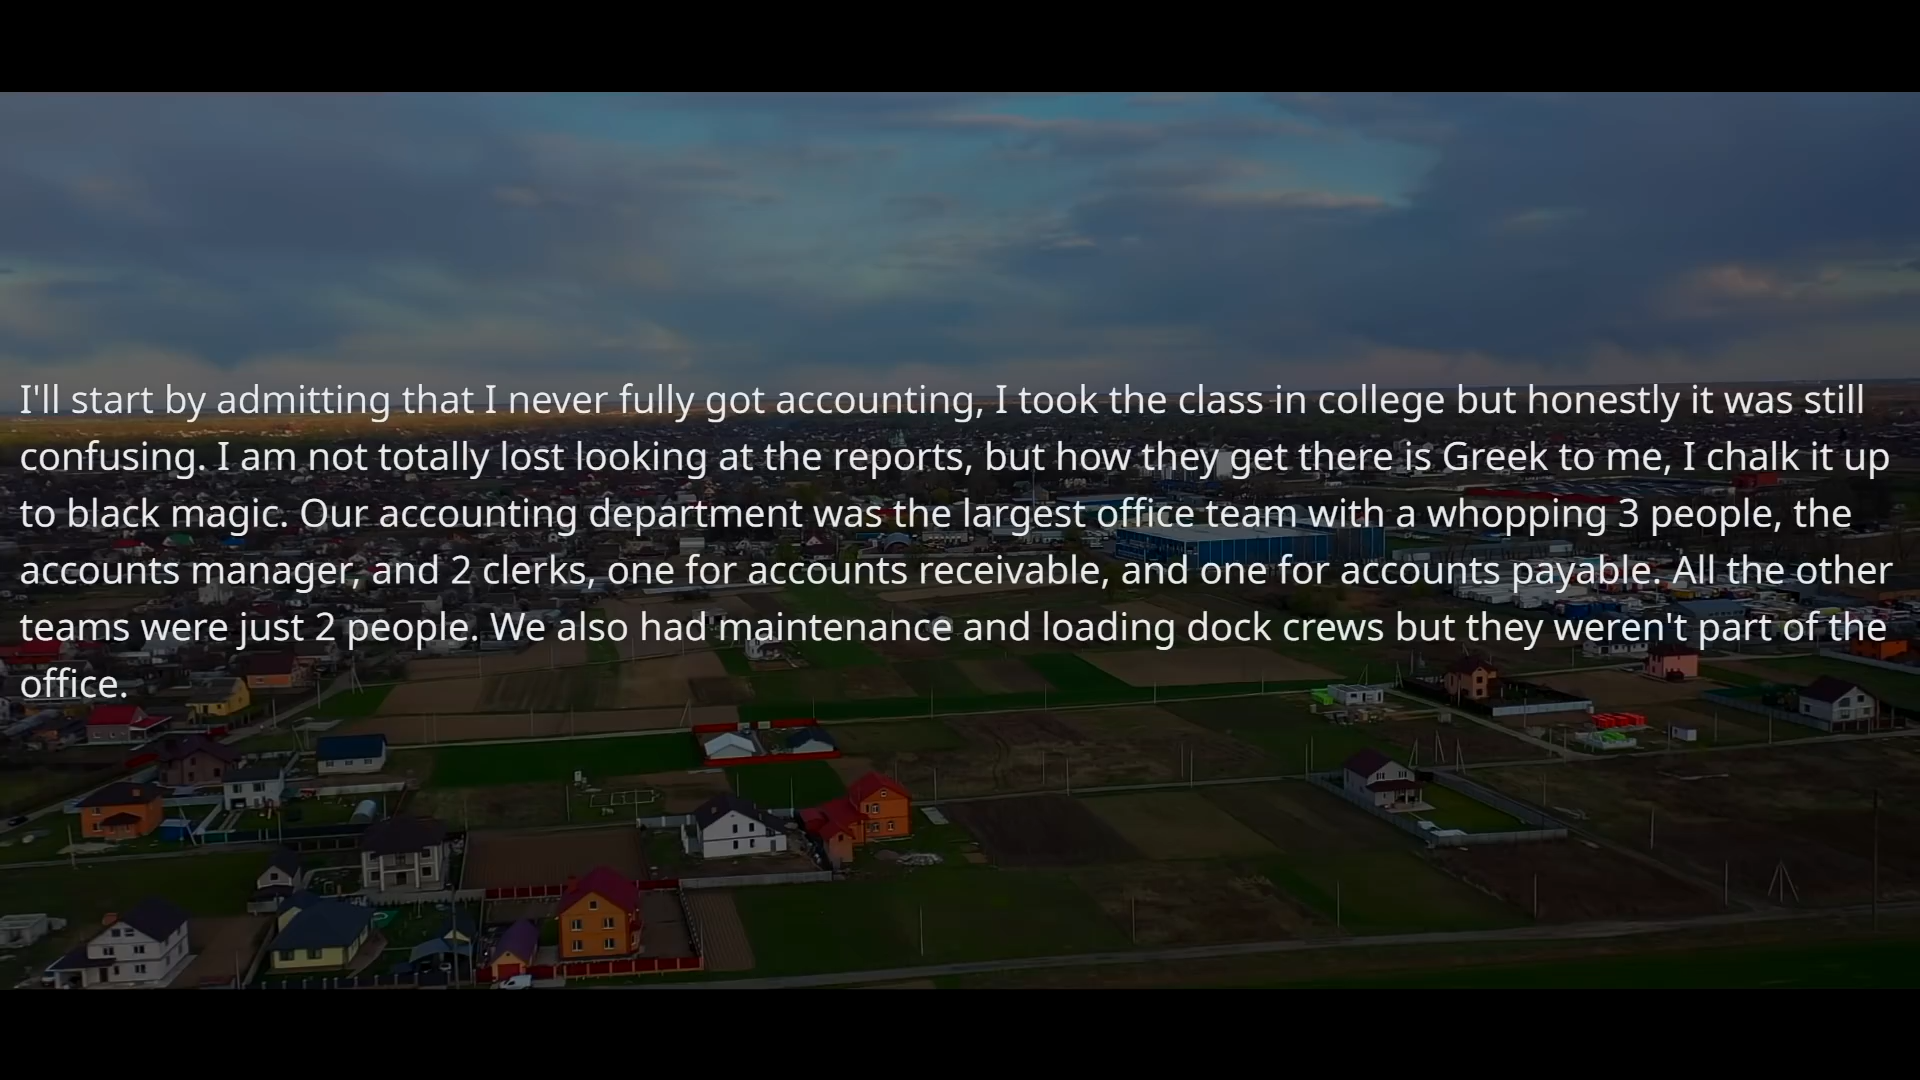 I'll start by admitting that I never fully got accounting, I took the class in college but honestly it was still
confusing. I am not totally lost looking at the reports, but how they get there is Greek to me, I chalk it up
to black magic. Our accounting department was the largest office team with a whopping 3 people, the
accounts manager, and 2 clerks, one for accounts receivable, and one for accounts payable. All the other
teams were just 2 people. We also had maintenance and loading dock crews but they weren't part of the
office.